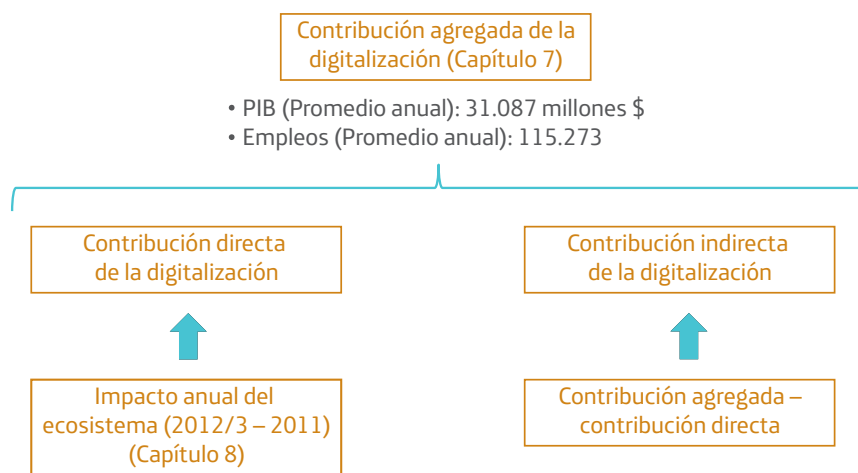 Contribución agregada de la
digitalización (Capítulo 7)
• PIB (Promedio anual): 31.087 millones $
• Empleos (Promedio anual): 115.273
Contribución directa
de la digitalización
Contribución indirecta
de la digitalización
Impacto anual del
ecosistema (2012/3 – 2011)
(Capítulo 8)
Contribución agregada –
contribución directa